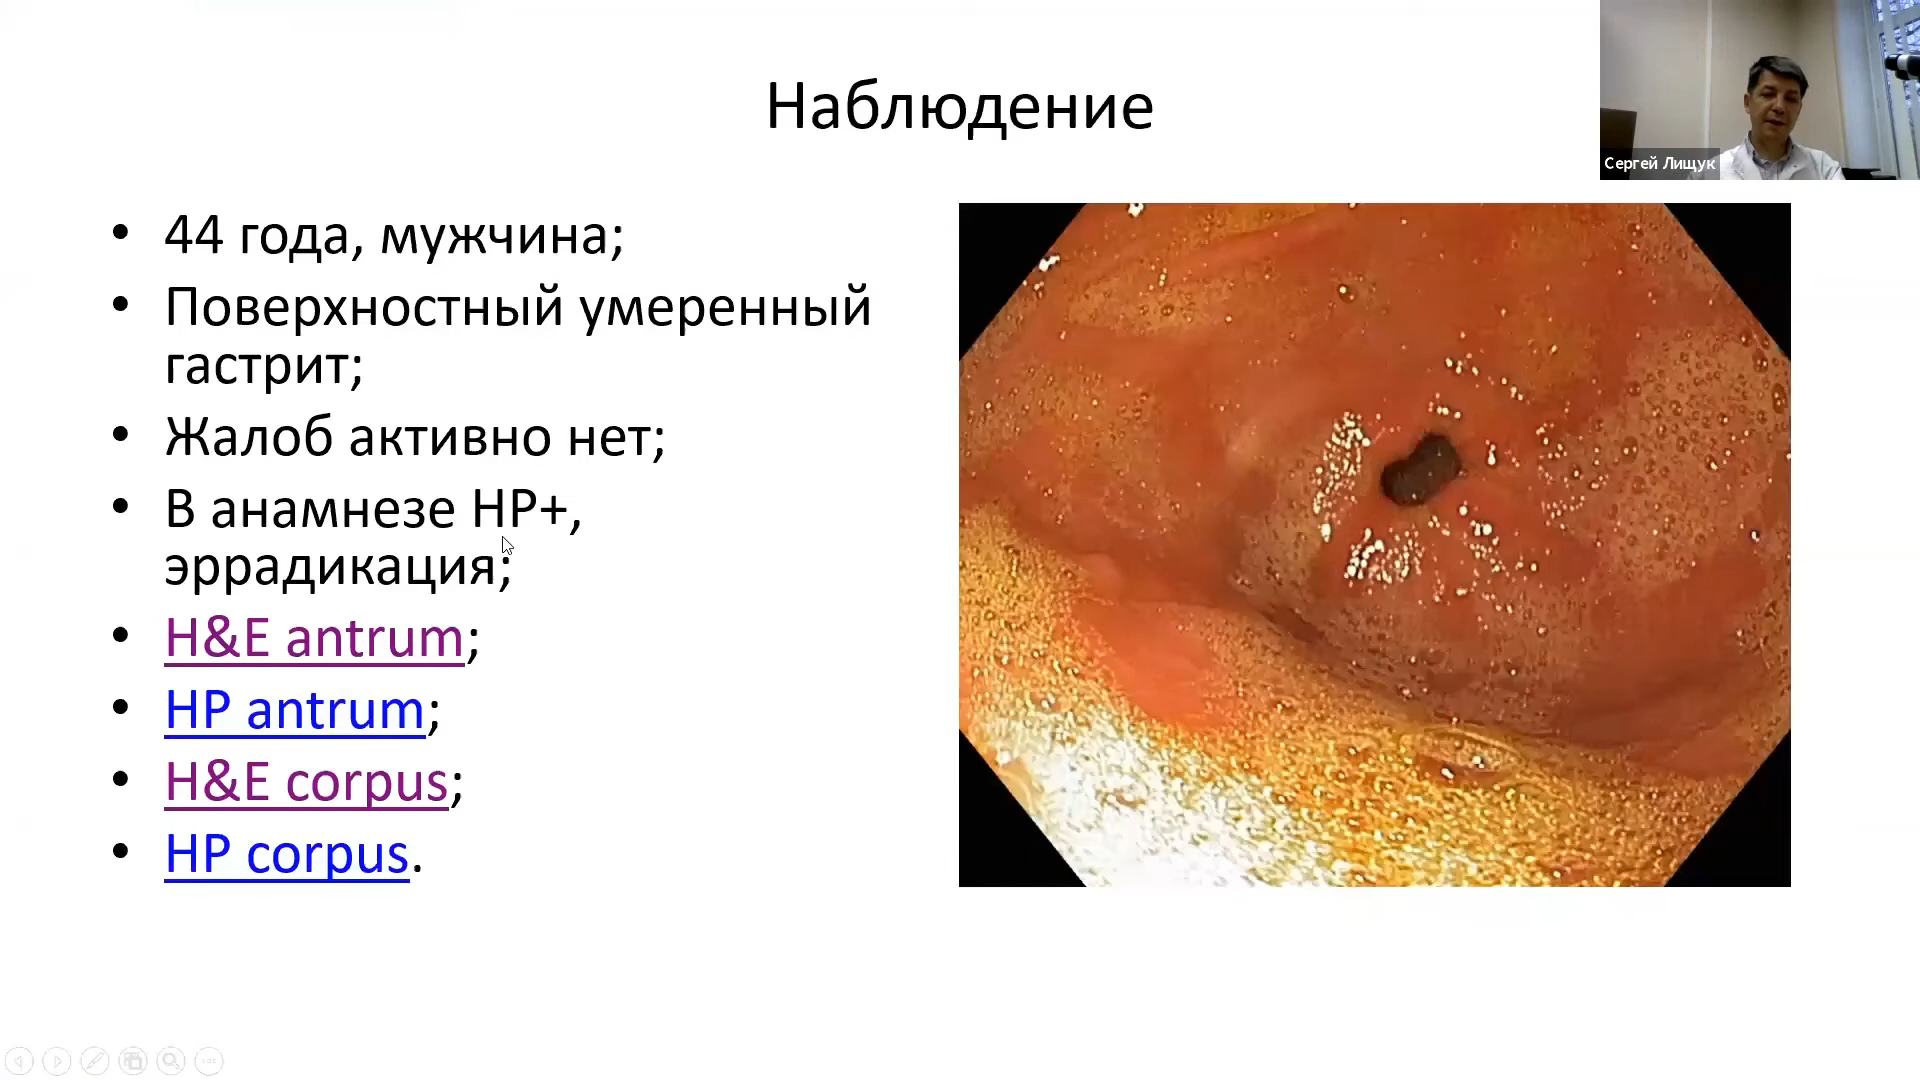 Наблюдение
Сергей Лищук
• 44 года, мужчина;
• Поверхностный умеренный
гастрит;
• Жалоб активно нет;
• В анамнезе HP+,
эррадикация;
• H&E antrum;
• HP antrum;
• H&E corpus;
• HP corpus.